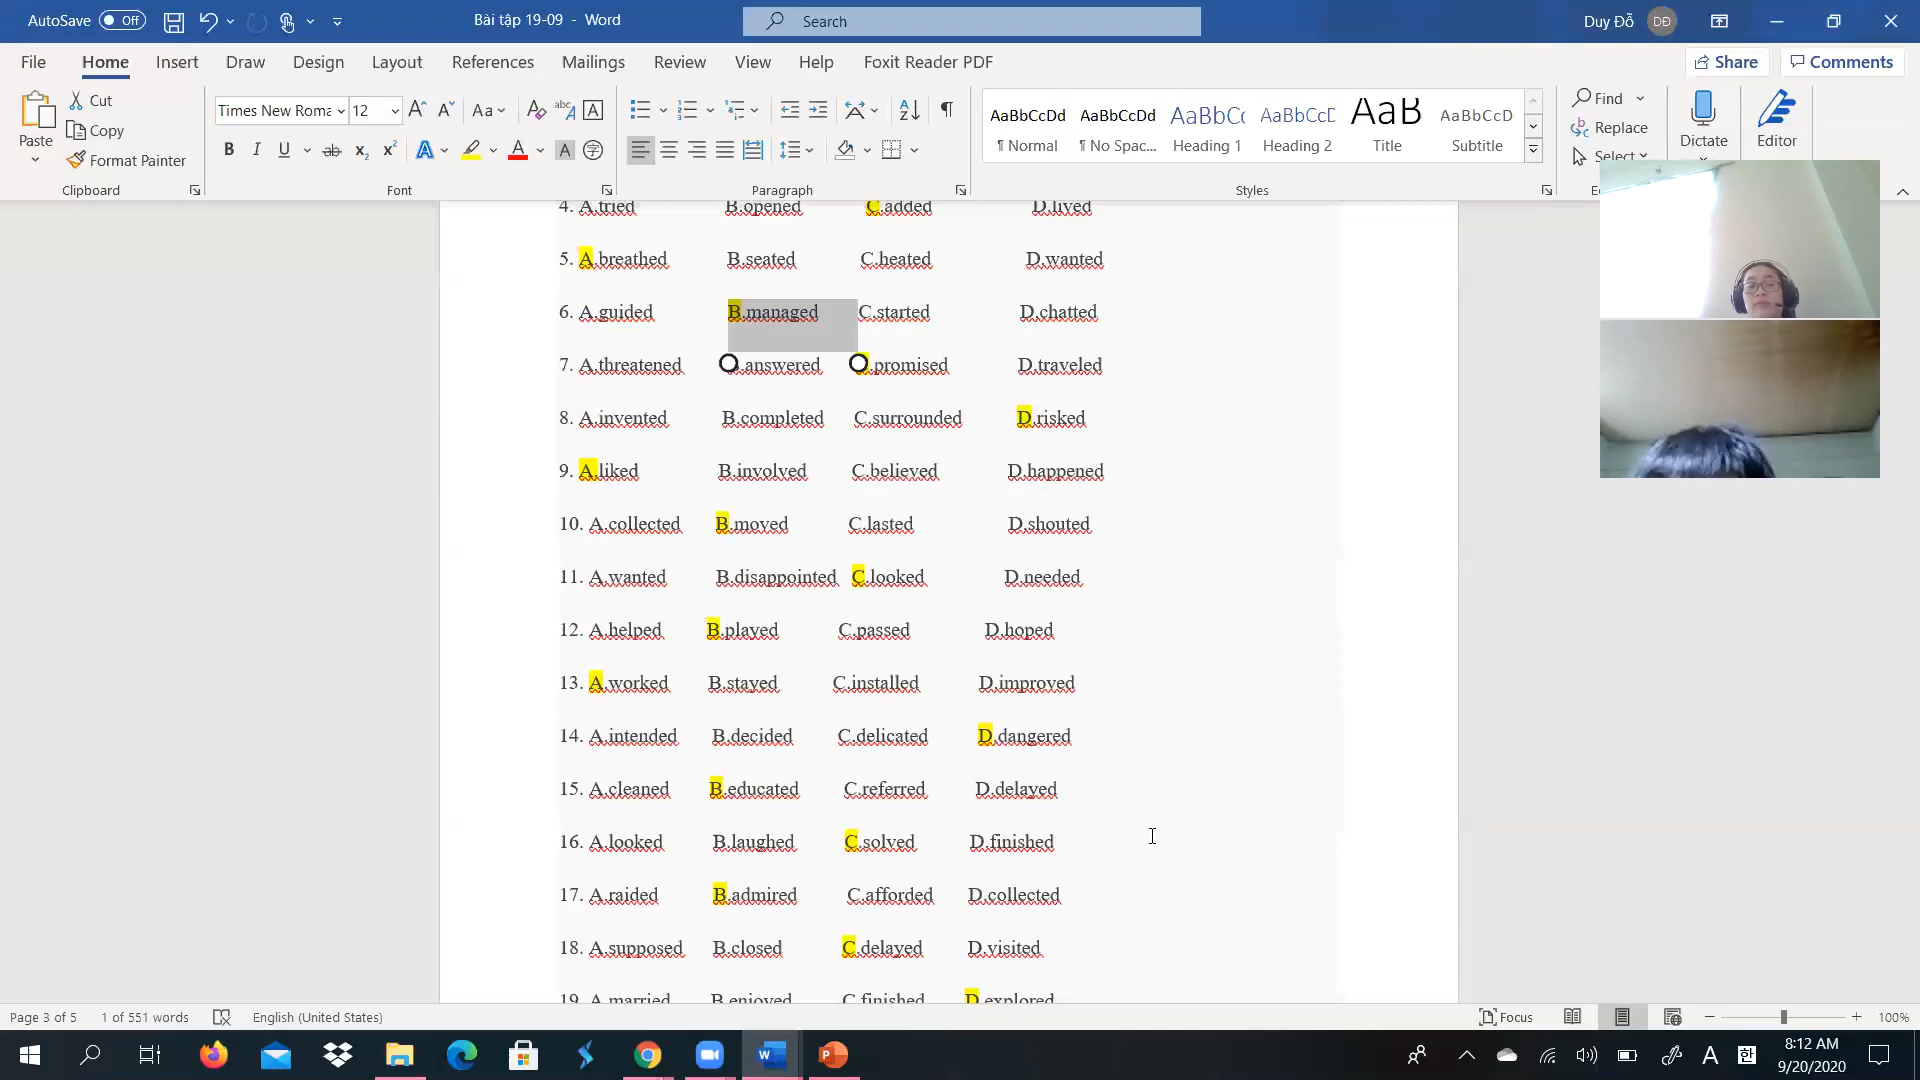 AutoSave Off Bài tập 19-09 - Word Search Duy Đỗ DĐ
File Home Insert Draw Design Layout References Mailings Review View Help Foxit Reader PDF Share Comments
Cut
Copy
Format Painter
Paste
Times New Roma 12
AaBbCcDd AaBbCcDd AaBbCc AaBbCcD AaB AaBbCcD
¶ Normal ¶ No Spac... Heading 1 Heading 2 Title Subtitle
Find
Replace
Select
Dictate
Editor
Clipboard Font Paragraph Styles
4. A.tried B.opened C.added D.lived
5. A.breathed B.seated C.heated D.wanted
6. A.guided B.managed C.started D.chatted
7. A.threatened .answered .promised D.traveled
8. A.invented B.completed C.surrounded D.risked
9. A.liked B.involved C.believed D.happened
10. A.collected B.moved C.lasted D.shouted
11. A.wanted B.disappointed C.looked D.needed
12. A.helped B.played C.passed D.hoped
13. A.worked B.stayed C.installed D.improved
14. A.intended B.decided C.delicated D.dangered
15. A.cleaned B.educated C.referred D.delayed
16. A.looked B.laughed C.solved D.finished
17. A.raided B.admired C.afforded D.collected
18. A.supposed B.closed C.delayed D.visited
19. A.married B.enjoyed C.finished D.explored
Page 3 of 5 1 of 551 words English (United States) Focus 100%
8:12 AM
9/20/2020